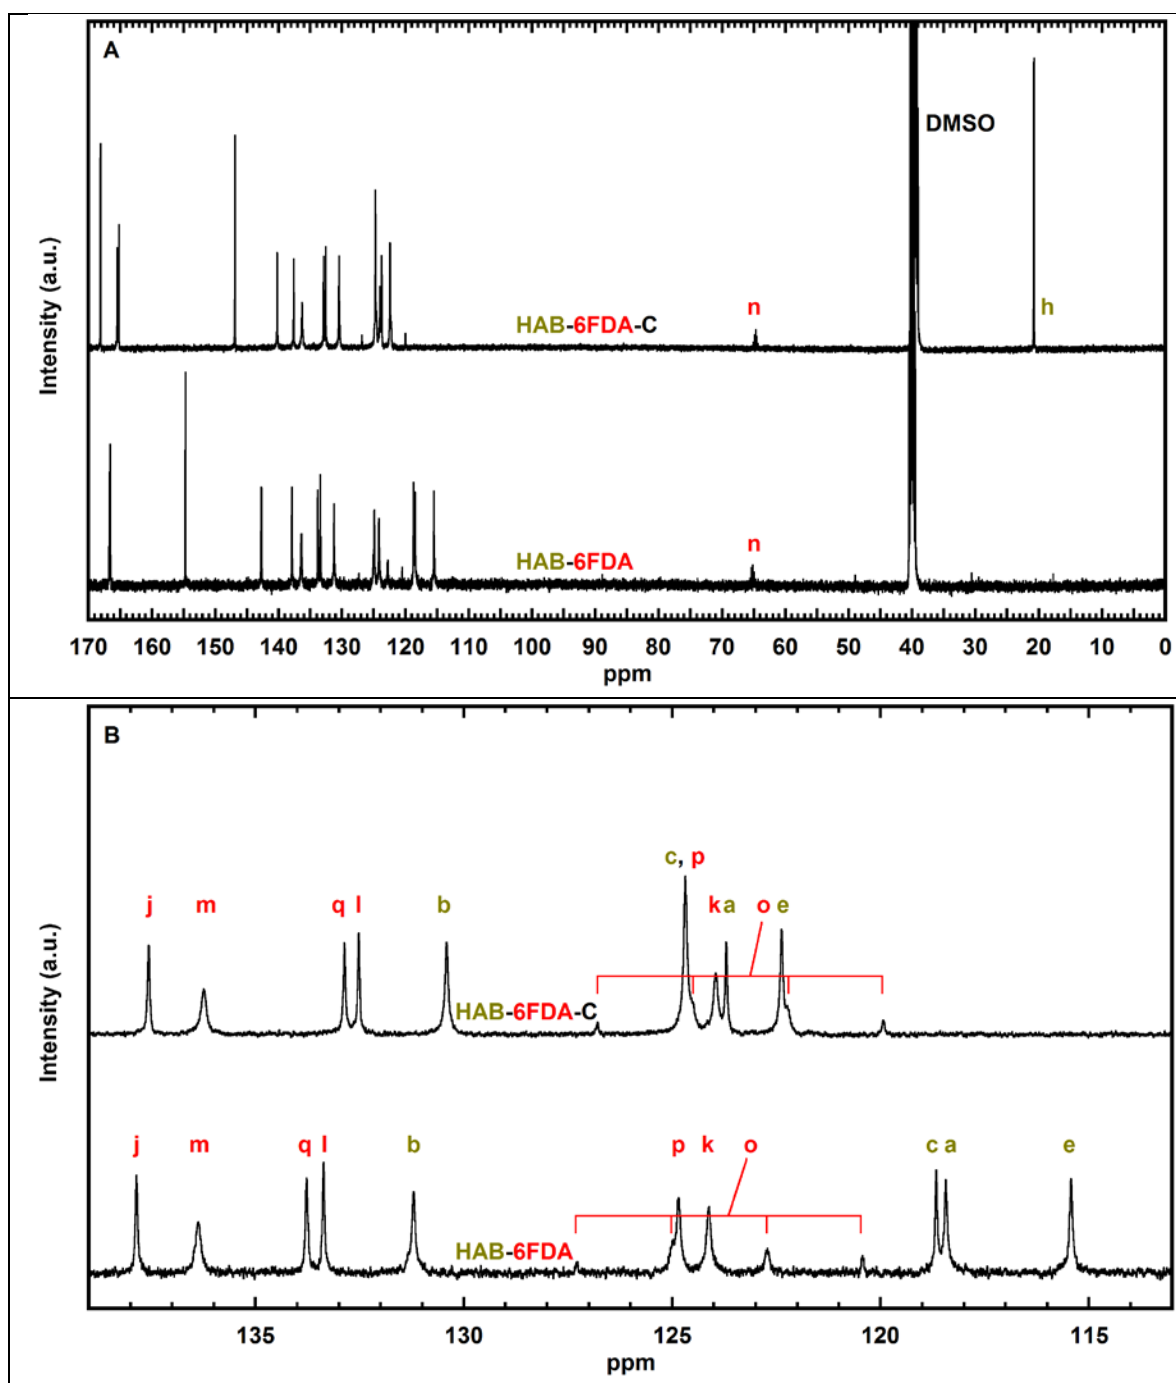 A
Intensity (a.u.)
DMSO
n
HAB-6FDA-C
h
n
HAB-6FDA
170 160 150 140 130 120 110 100 90 80 70 60 50 40 30 20 10 0
ppm
B
Intensity (a.u.)
c, p
j m q l b k a o e
HAB-6FDA-C
j m q l b p k o c a e
HAB-6FDA
135 130 125 120 115
ppm